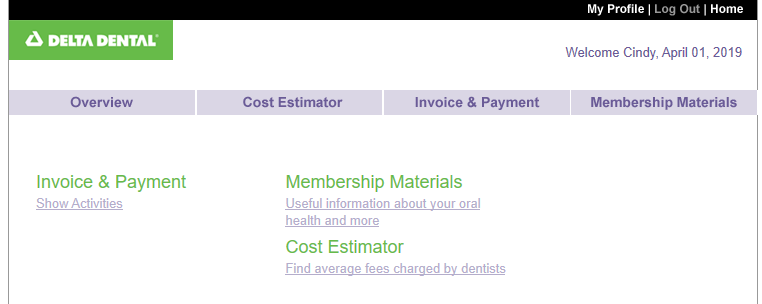 My Profile | Log Out | Home
DELTA DENTAL®
Welcome Cindy, April 01, 2019
Overview Cost Estimator Invoice & Payment Membership Materials
Invoice & Payment
Show Activities
Membership Materials
Useful information about your oral
health and more
Cost Estimator
Find average fees charged by dentists